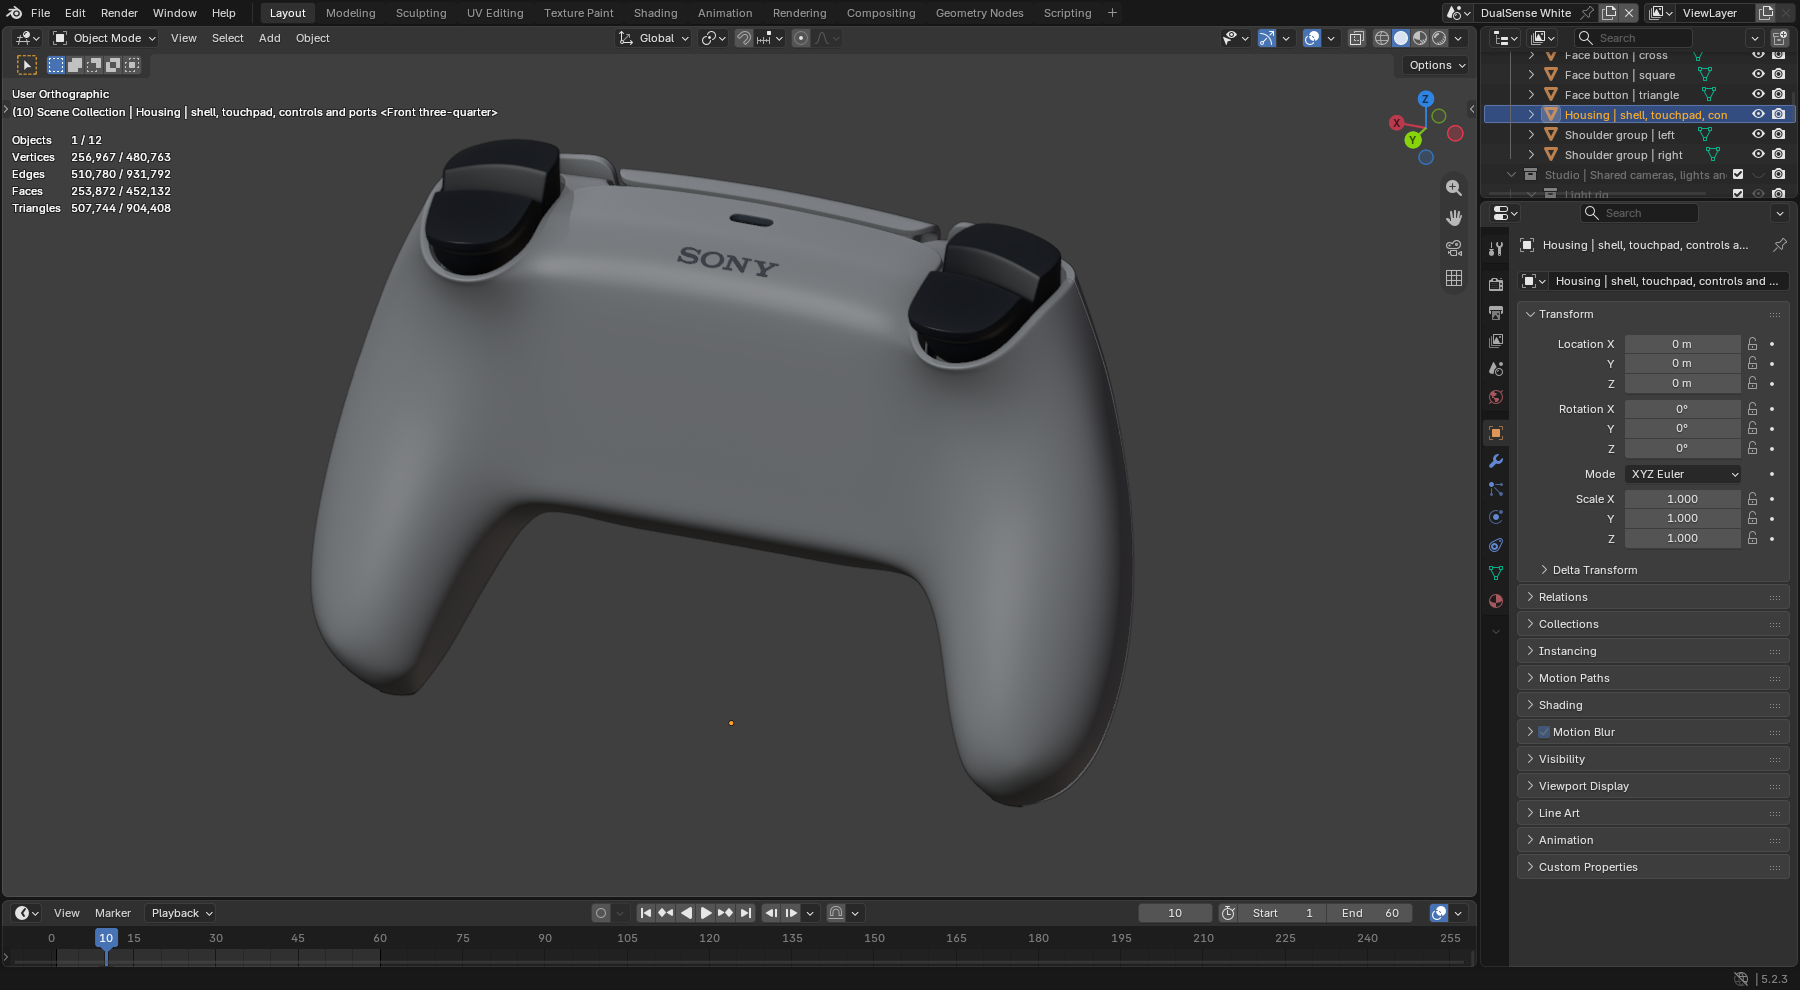 File Edit Render Window Help
Layout Modeling Sculpting UV Editing Texture Paint Shading Animation Rendering Compositing Geometry Nodes Scripting +
DualSense White
ViewLayer
Object Mode View Select Add Object
Global
Options
User Orthographic
(10) Scene Collection | Housing | shell, touchpad, controls and ports <Front three-quarter>
Objects 1 / 12
Vertices 256,967 / 480,763
Edges 510,780 / 931,792
Faces 253,872 / 452,132
Triangles 507,744 / 904,408
Z
X
Y
SONY
Search
Face button | cross
Face button | square
Face button | triangle
Housing | shell, touchpad, con
Shoulder group | left
Shoulder group | right
Studio | Shared cameras, lights an
Light rig
Search
Housing | shell, touchpad, controls a...
Housing | shell, touchpad, controls and ...
Transform
Location X 0 m
Y 0 m
Z 0 m
Rotation X 0°
Y 0°
Z 0°
Mode XYZ Euler
Scale X 1.000
Y 1.000
Z 1.000
Delta Transform
Relations
Collections
Instancing
Motion Paths
Shading
Motion Blur
Visibility
Viewport Display
Line Art
Animation
Custom Properties
View Marker Playback
10
Start 1
End 60
0 10 15 30 45 60 75 90 105 120 135 150 165 180 195 210 225 240 255
5.2.3